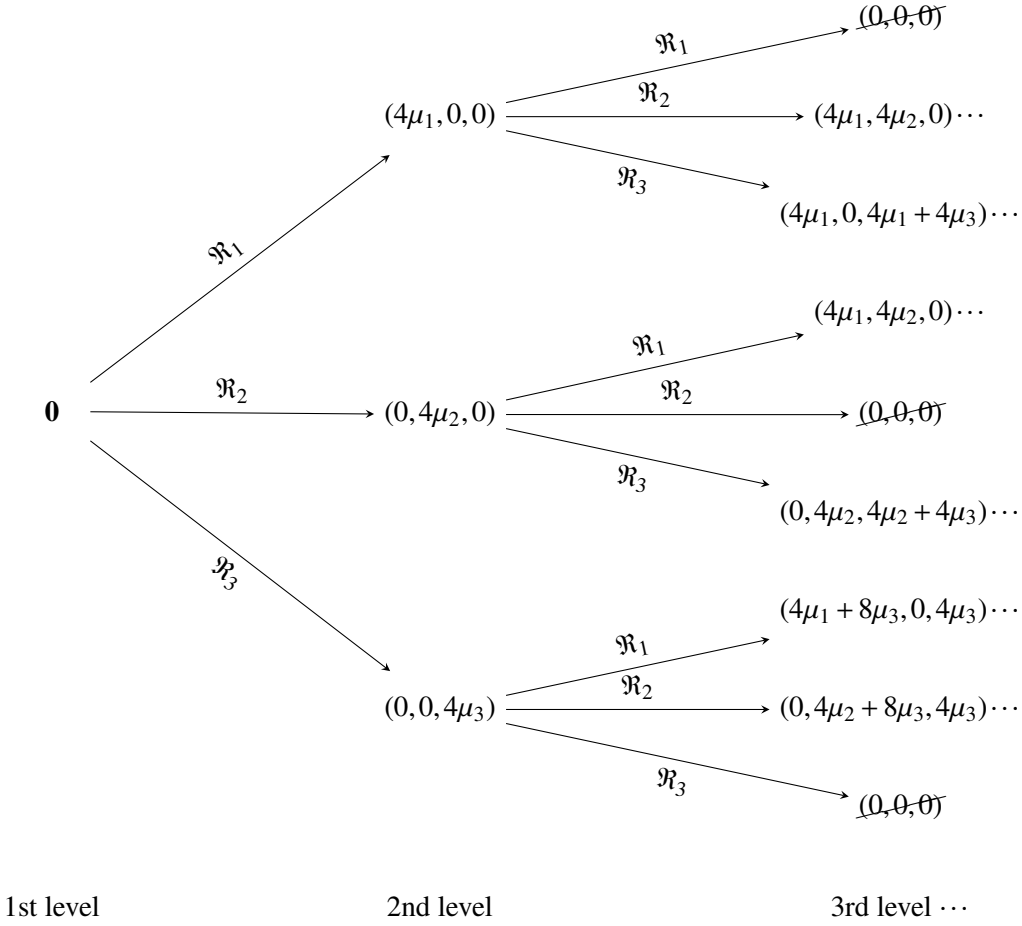 (0,0,0)
ℜ₁
ℜ₂
(4μ₁,0,0)
(4μ₁,4μ₂,0)⋯
ℜ₃
(4μ₁,0,4μ₁ + 4μ₃)⋯
ℜ₁
(4μ₁,4μ₂,0)⋯
ℜ₁
ℜ₂
ℜ₂
0
(0,4μ₂,0)
(0,0,0)
ℜ₃
(0,4μ₂,4μ₂ + 4μ₃)⋯
ℜ₃
(4μ₁ + 8μ₃,0,4μ₃)⋯
ℜ₁
ℜ₂
(0,0,4μ₃)
(0,4μ₂ + 8μ₃,4μ₃)⋯
ℜ₃
(0,0,0)
1st level 2nd level 3rd level ⋯